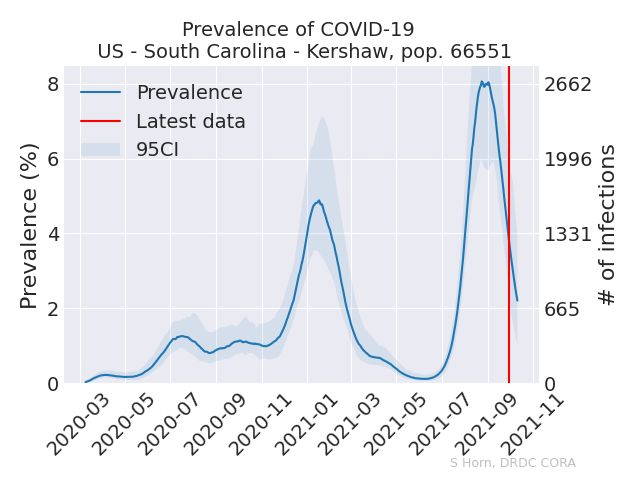 Prevalence of COVID-19
US - South Carolina - Kershaw, pop. 66551
Prevalence (%)
8
6
4
2
0
Prevalence
Latest data
95CI
2662
1996
1331
665
0
# of infections
2020-03
2020-05
2020-07
2020-09
2020-11
2021-01
2021-03
2021-05
2021-07
2021-09
2021-11
S Horn, DRDC CORA